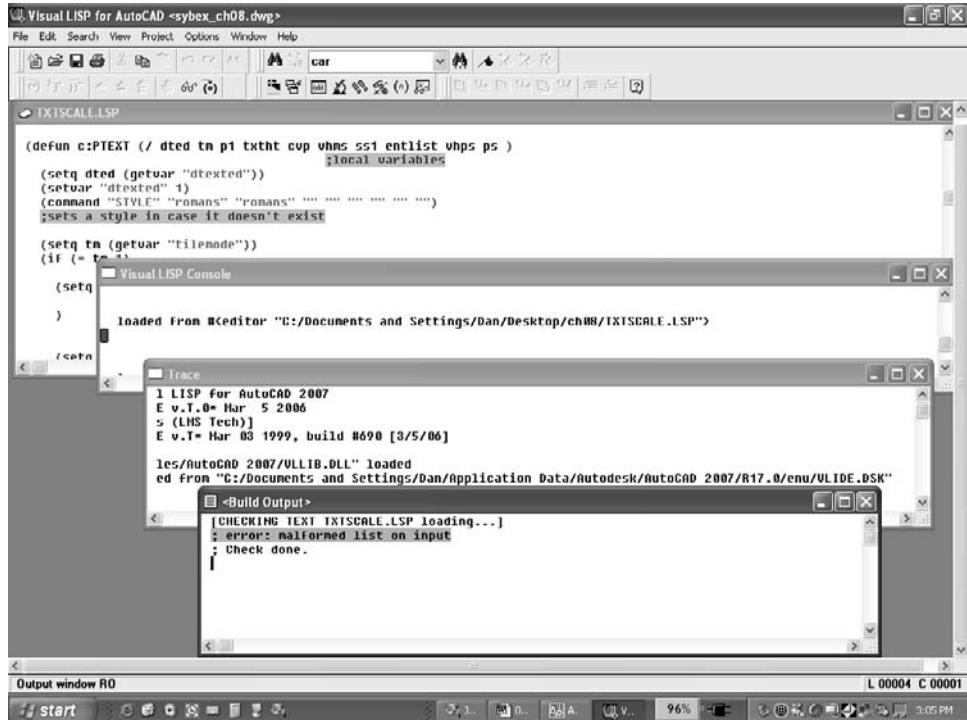 Visual LISP for AutoCAD <sybex_ch08.dwg>
File Edit Search View Project Options Window Help
car
TXTSCALE.LSP
(defun c:PTEXT (/ dted tm p1 txtht cvp vhms ss1 entlist vhps ps )
;local variables
(setq dted (getvar "dtexted"))
(setvar "dtexted" 1)
(command "STYLE" "romans" "romans" "" "" "" "" "" "")
;sets a style in case it doesn't exist
(setq tm (getvar "tilemode"))
(if (= tm 1)
(setq
)
(setq
Visual LISP Console
loaded from #<editor "C:/Documents and Settings/Dan/Desktop/ch08/TXTSCALE.LSP">
Trace
l LISP for AutoCAD 2007
E v.T.0* Mar 5 2006
s (LMS Tech)]
E v.T* Mar 03 1999, build #690 [3/5/06]
les/AutoCAD 2007/VLLIB.DLL" loaded
ed from "C:/Documents and Settings/Dan/Application Data/Autodesk/AutoCAD 2007/R17.0/enu/VLIDE.DSK"
<Build Output>
[CHECKING TEXT TXTSCALE.LSP loading...]
; error: malformed list on input
; Check done.
Output window RO
L 00004 C 00001
start
J..
0..
A.
V..
96%
3:05 PM